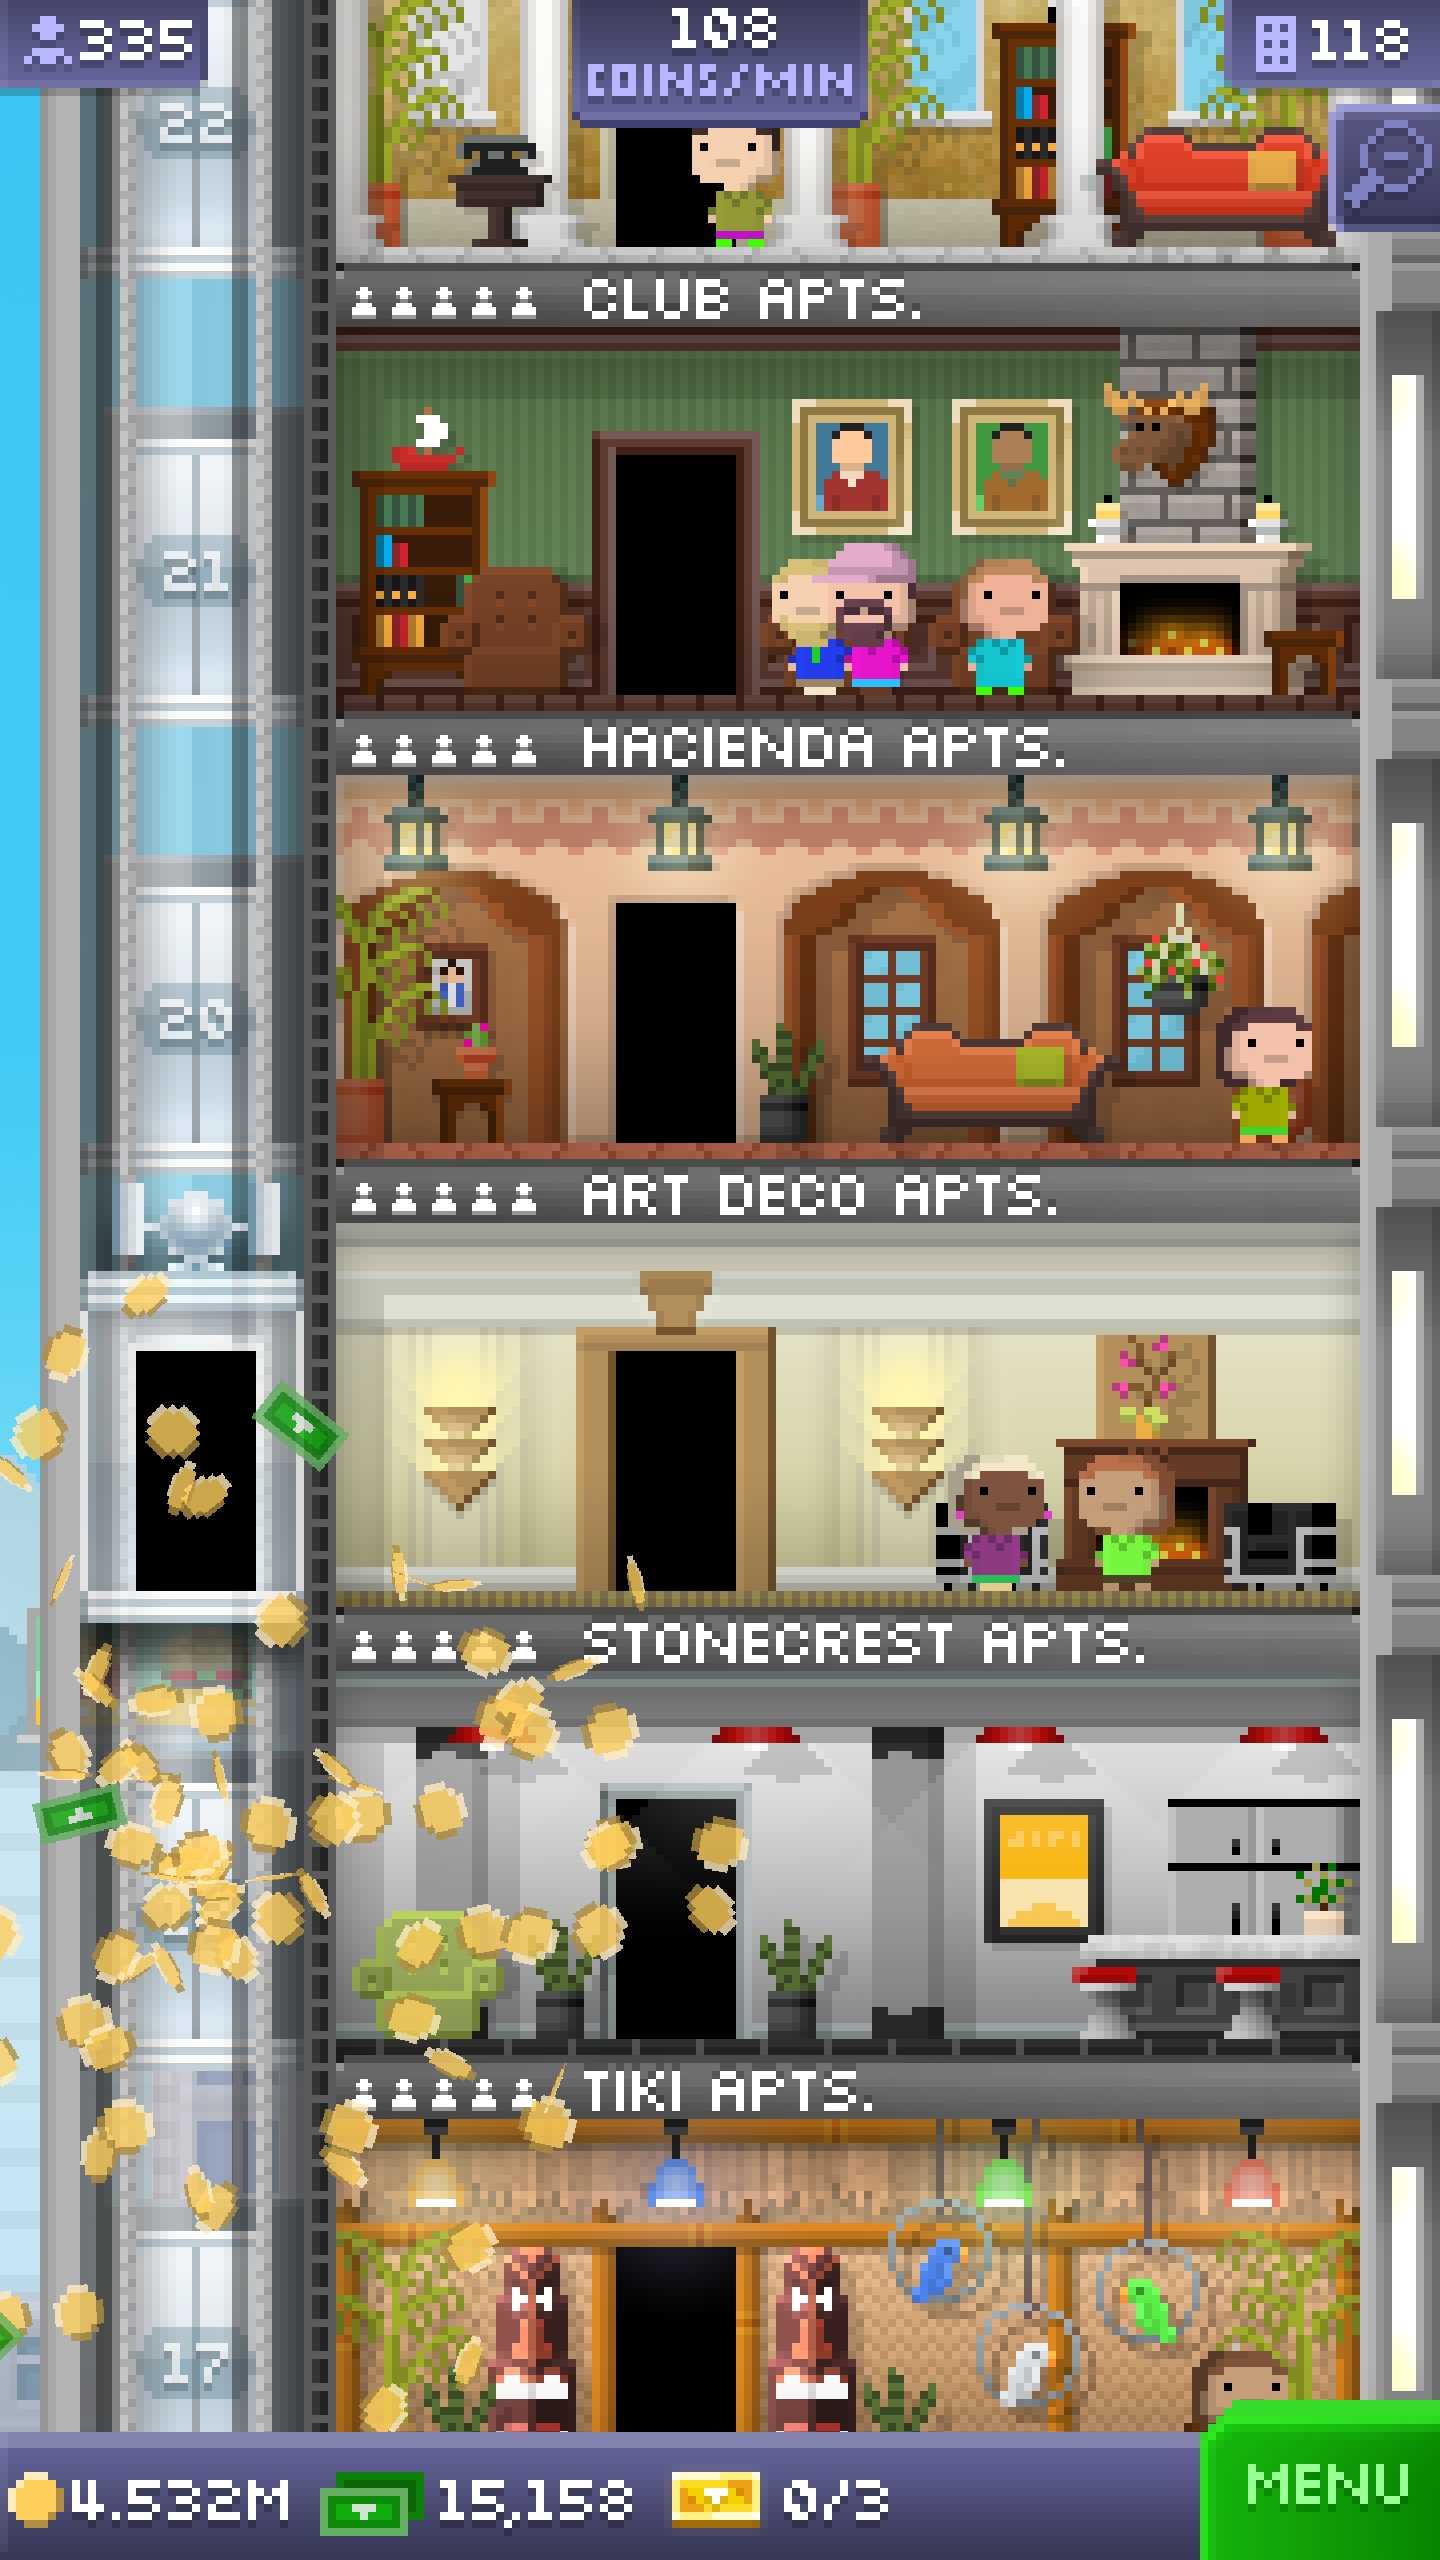 335
108
COINS/MIN
118
22
CLUB APTS.
21
HACIENDA APTS.
20
ART DECO APTS.
STONECREST APTS.
TIKI APTS.
17
4.532M 15,158 0/3
MENU